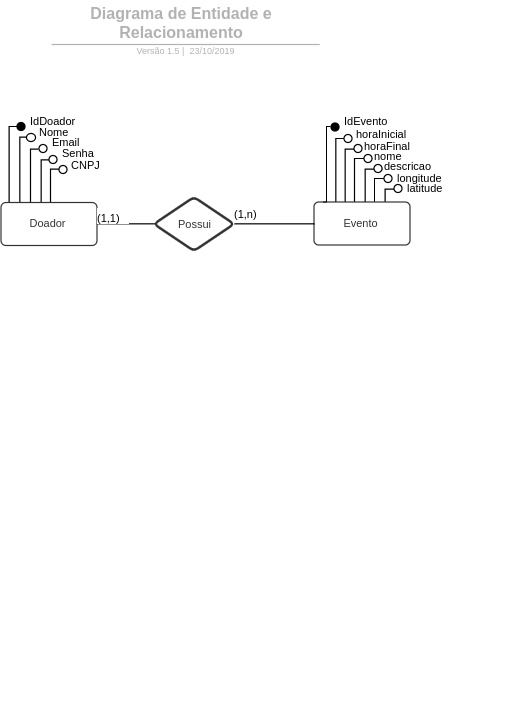 Diagrama de Entidade e
Relacionamento
Versão 1.5 | 23/10/2019
IdDoador
Nome
Email
Senha
CNPJ
IdEvento
horaInicial
horaFinal
nome
descricao
longitude
latitude
Doador
(1,1)
Possui
(1,n)
Evento